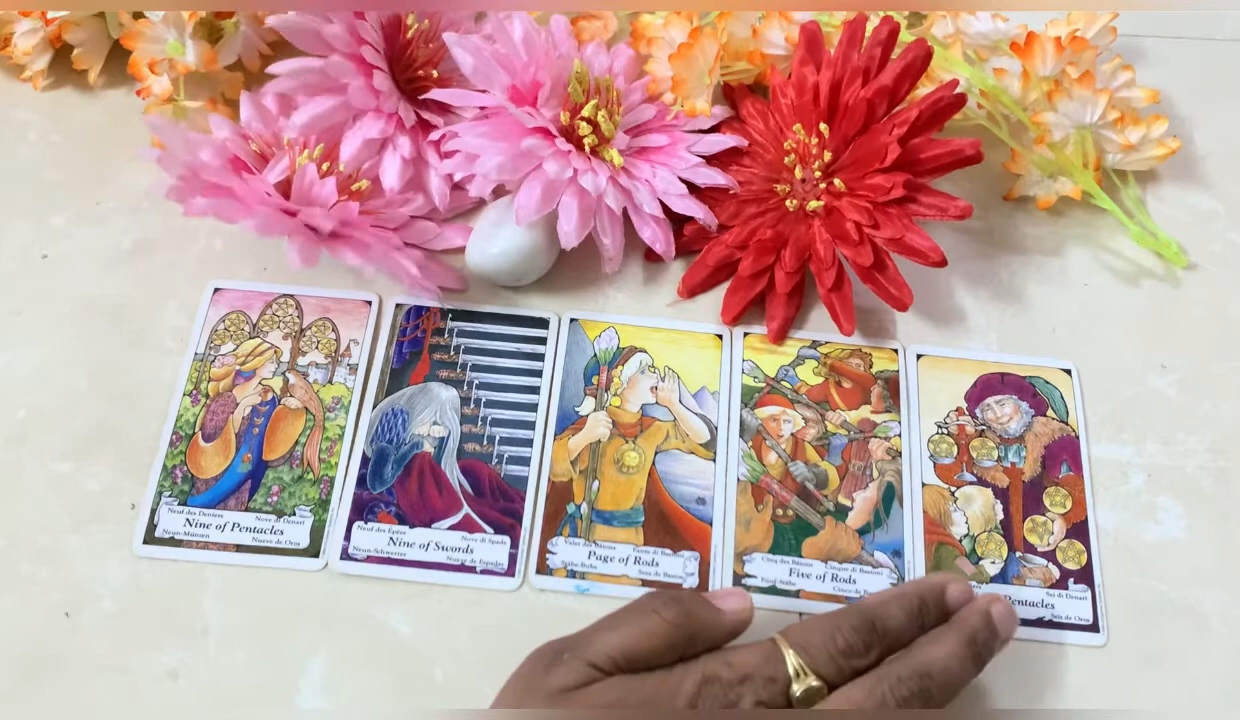 Neuf des Deniers
Nove di Denari
Nine of Pentacles
Neun-Münzen
Nueve de Oros
Neuf des Epées
Nove di Spade
Nine of Swords
Neun-Schwerter
Nueve de Espadas
Valet des Bâtons
Fante di Bastoni
Page of Rods
Stäbe-Bube
Sota de Bastos
Cinq des Bâtons
Cinque di Bastoni
Five of Rods
Fünf-Stäbe
Cinco de
Sei di Denari
Pentacles
Seis de Oros